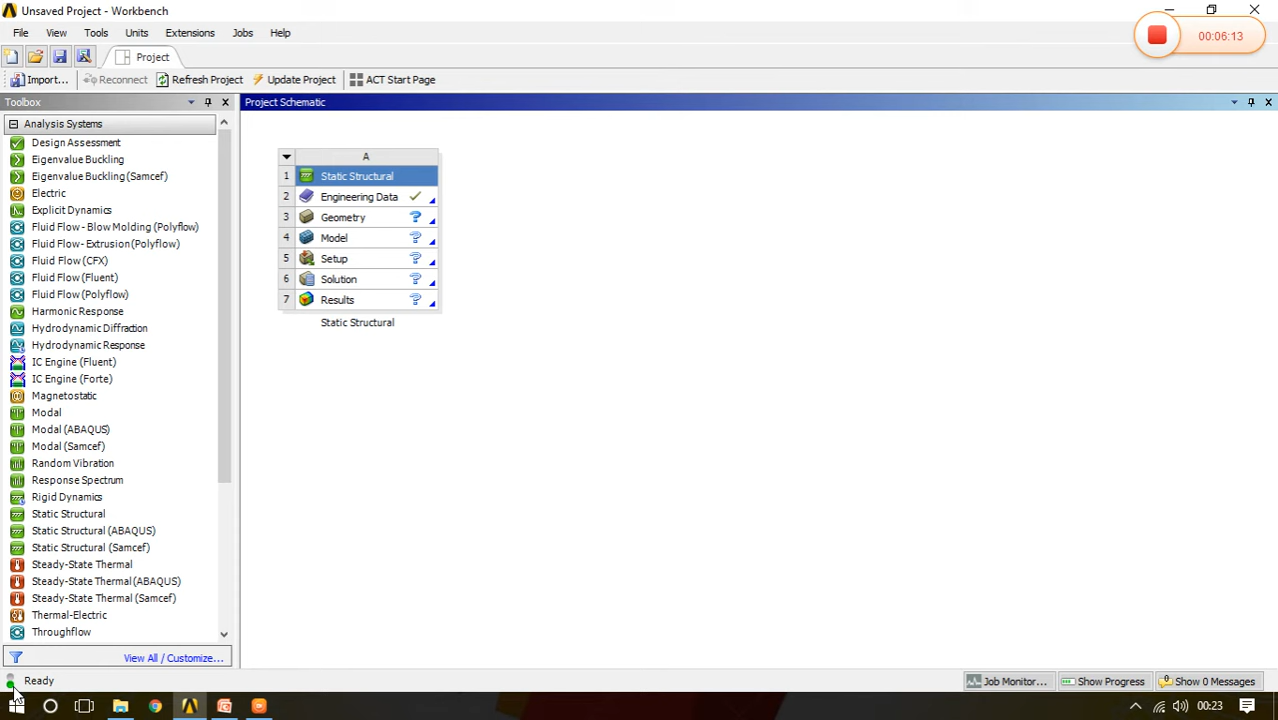 Unsaved Project - Workbench
00:06:13
File View Tools Units Extensions Jobs Help
Project
Import... Reconnect Refresh Project Update Project ACT Start Page
Toolbox
Project Schematic
Analysis Systems
Design Assessment
Eigenvalue Buckling
Eigenvalue Buckling (Samcef)
Electric
Explicit Dynamics
Fluid Flow - Blow Molding (Polyflow)
Fluid Flow - Extrusion (Polyflow)
Fluid Flow (CFX)
Fluid Flow (Fluent)
Fluid Flow (Polyflow)
Harmonic Response
Hydrodynamic Diffraction
Hydrodynamic Response
IC Engine (Fluent)
IC Engine (Forte)
Magnetostatic
Modal
Modal (ABAQUS)
Modal (Samcef)
Random Vibration
Response Spectrum
Rigid Dynamics
Static Structural
Static Structural (ABAQUS)
Static Structural (Samcef)
Steady-State Thermal
Steady-State Thermal (ABAQUS)
Steady-State Thermal (Samcef)
Thermal-Electric
Throughflow
View All / Customize...
A
1 Static Structural
2 Engineering Data
3 Geometry ?
4 Model ?
5 Setup ?
6 Solution ?
7 Results ?
Static Structural
Ready
Job Monitor... Show Progress Show 0 Messages
00:23